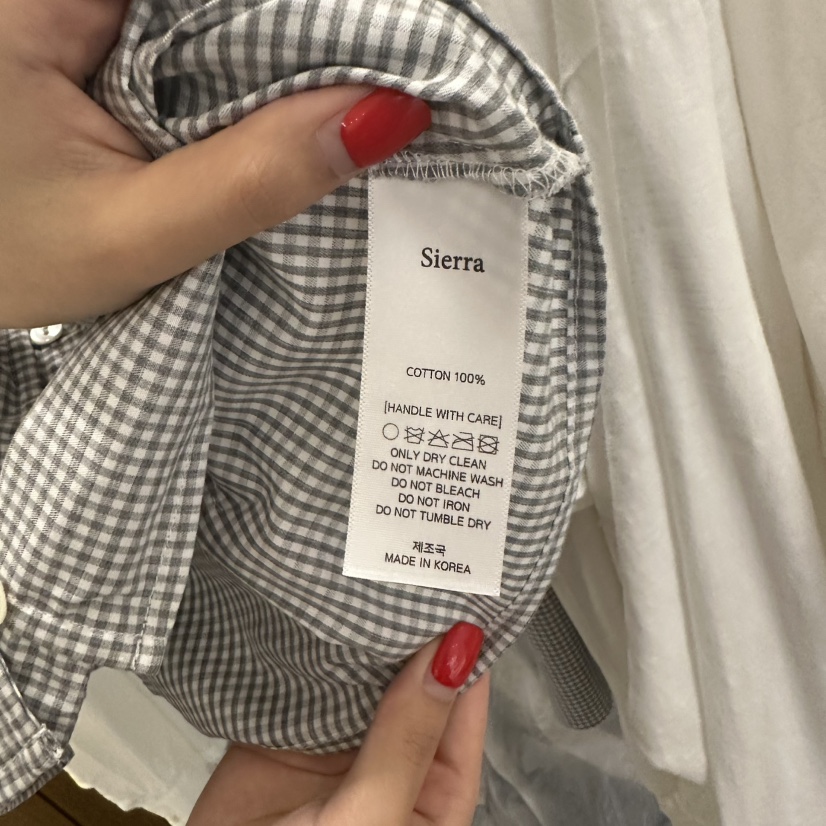 Sierra
COTTON 100%
[HANDLE WITH CARE]
ONLY DRY CLEAN
DO NOT MACHINE WASH
DO NOT BLEACH
DO NOT IRON
DO NOT TUMBLE DRY
제조국
MADE IN KOREA